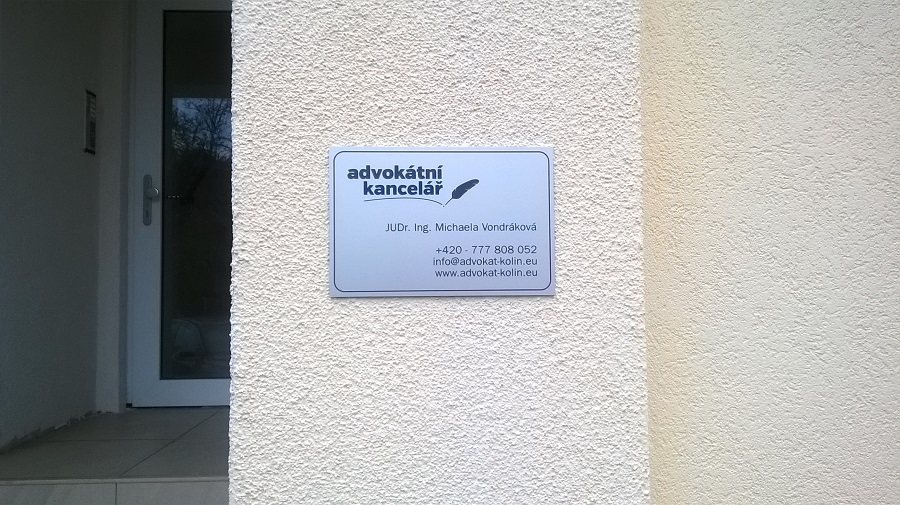 advokátní
kancelář
JUDr. Ing. Michaela Vondráková
+420 - 777 808 052
info@advokat-kolin.eu
www.advokat-kolin.eu